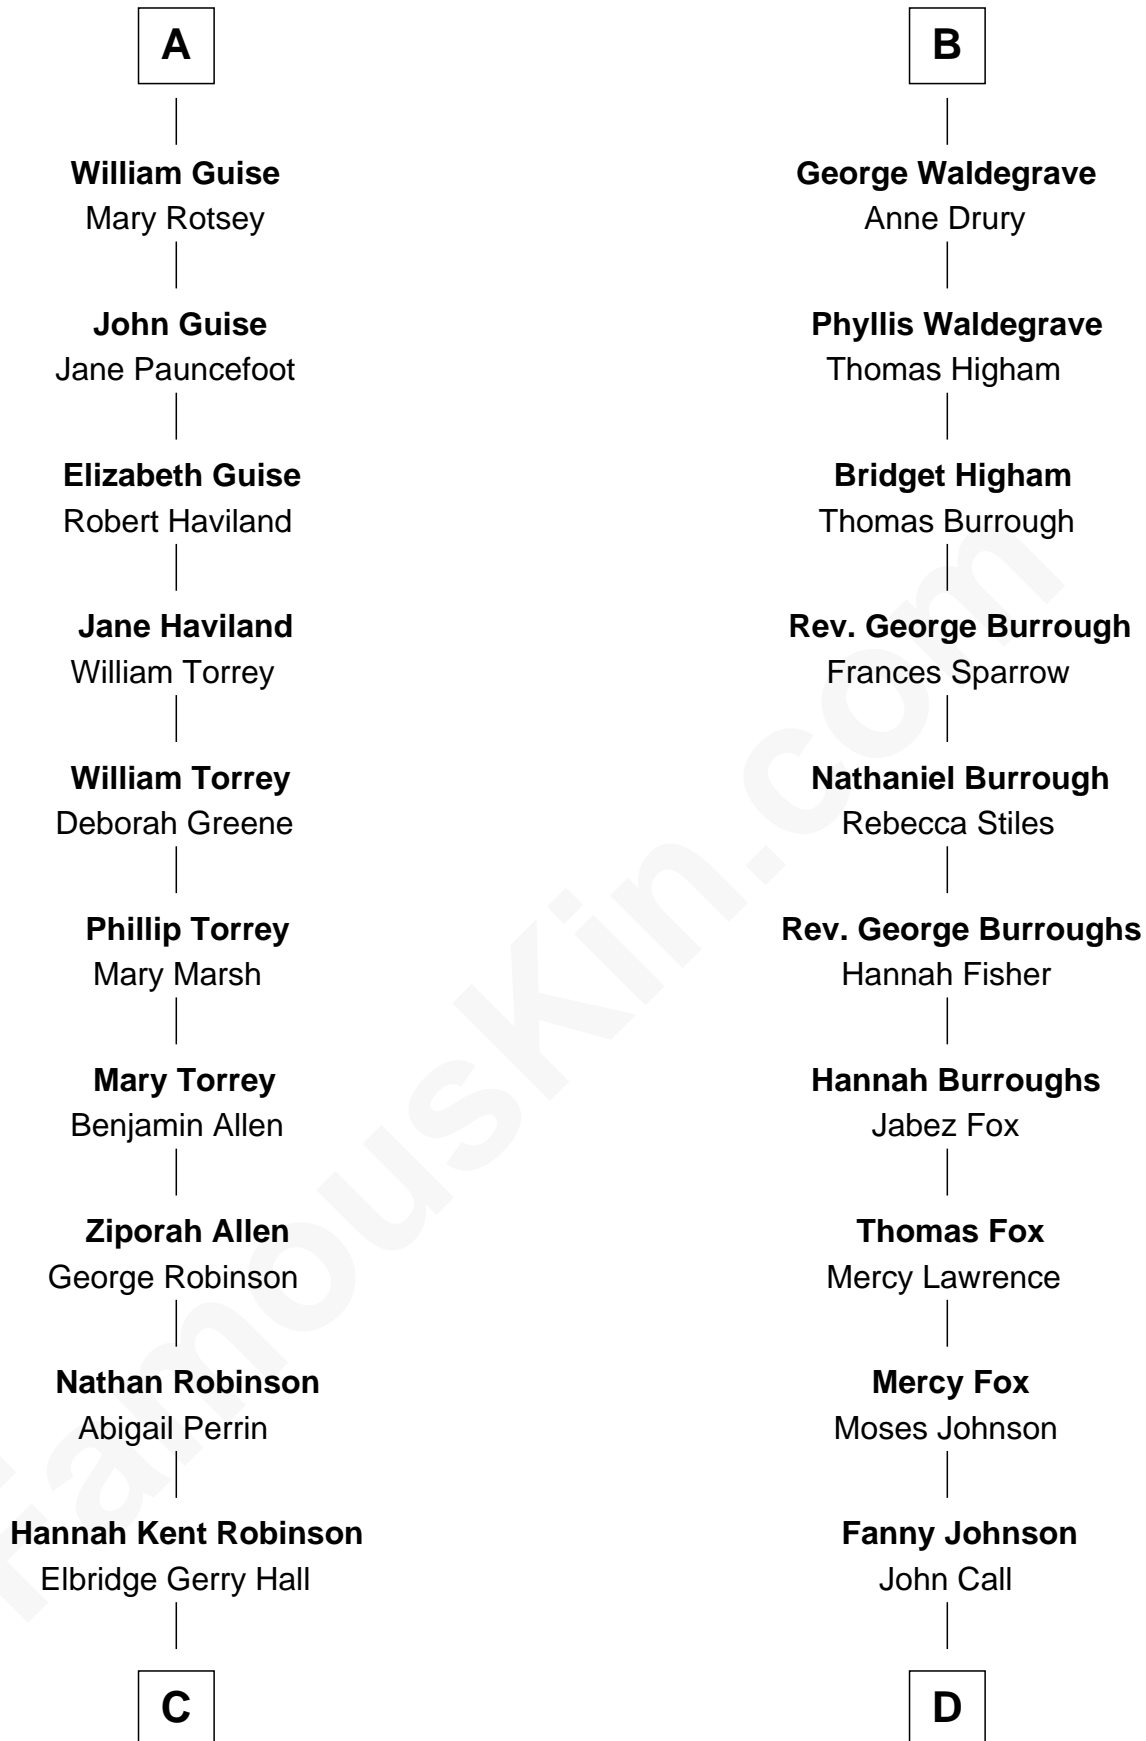 A
William Guise
Mary Rotsey
John Guise
Jane Pauncefoot
Elizabeth Guise
Robert Haviland
Jane Haviland
William Torrey
William Torrey
Deborah Greene
Phillip Torrey
Mary Marsh
Mary Torrey
Benjamin Allen
Ziporah Allen
George Robinson
Nathan Robinson
Abigail Perrin
Hannah Kent Robinson
Elbridge Gerry Hall
C
B
George Waldegrave
Anne Drury
Phyllis Waldegrave
Thomas Higham
Bridget Higham
Thomas Burrough
Rev. George Burrough
Frances Sparrow
Nathaniel Burrough
Rebecca Stiles
Rev. George Burroughs
Hannah Fisher
Hannah Burroughs
Jabez Fox
Thomas Fox
Mercy Lawrence
Mercy Fox
Moses Johnson
Fanny Johnson
John Call
D
FamousKin.com